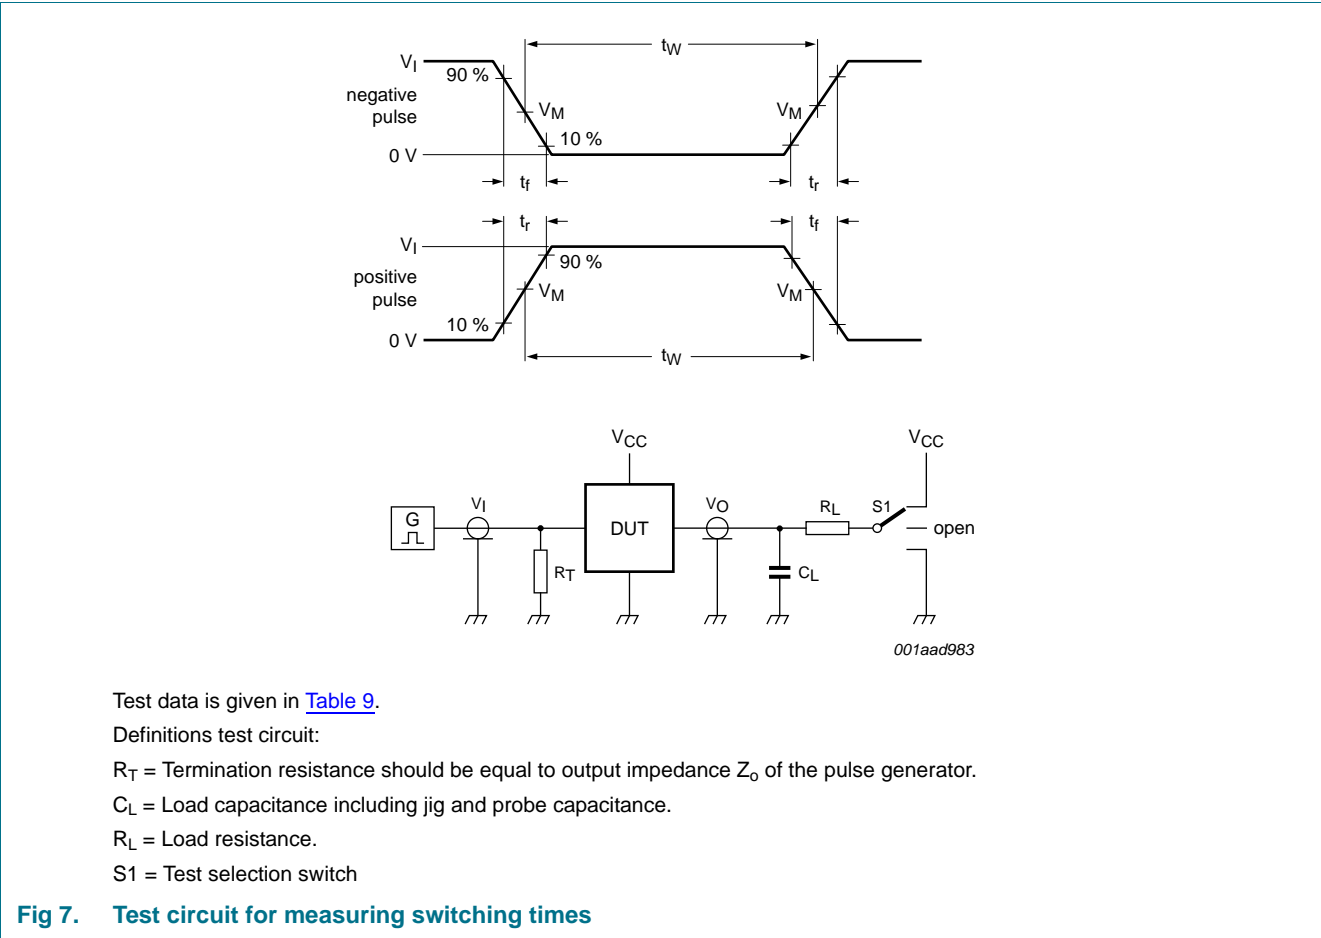 tW
VI
90 %
negative
pulse
VM
VM
10 %
0 V
tf
tr
tr
tf
VI
90 %
positive
pulse
VM
VM
10 %
0 V
tW
VCC
VCC
G
VI
DUT
VO
RL
S1
open
RT
CL
001aad983
Test data is given in Table 9.
Definitions test circuit:
RT = Termination resistance should be equal to output impedance Zo of the pulse generator.
CL = Load capacitance including jig and probe capacitance.
RL = Load resistance.
S1 = Test selection switch
Fig 7. Test circuit for measuring switching times